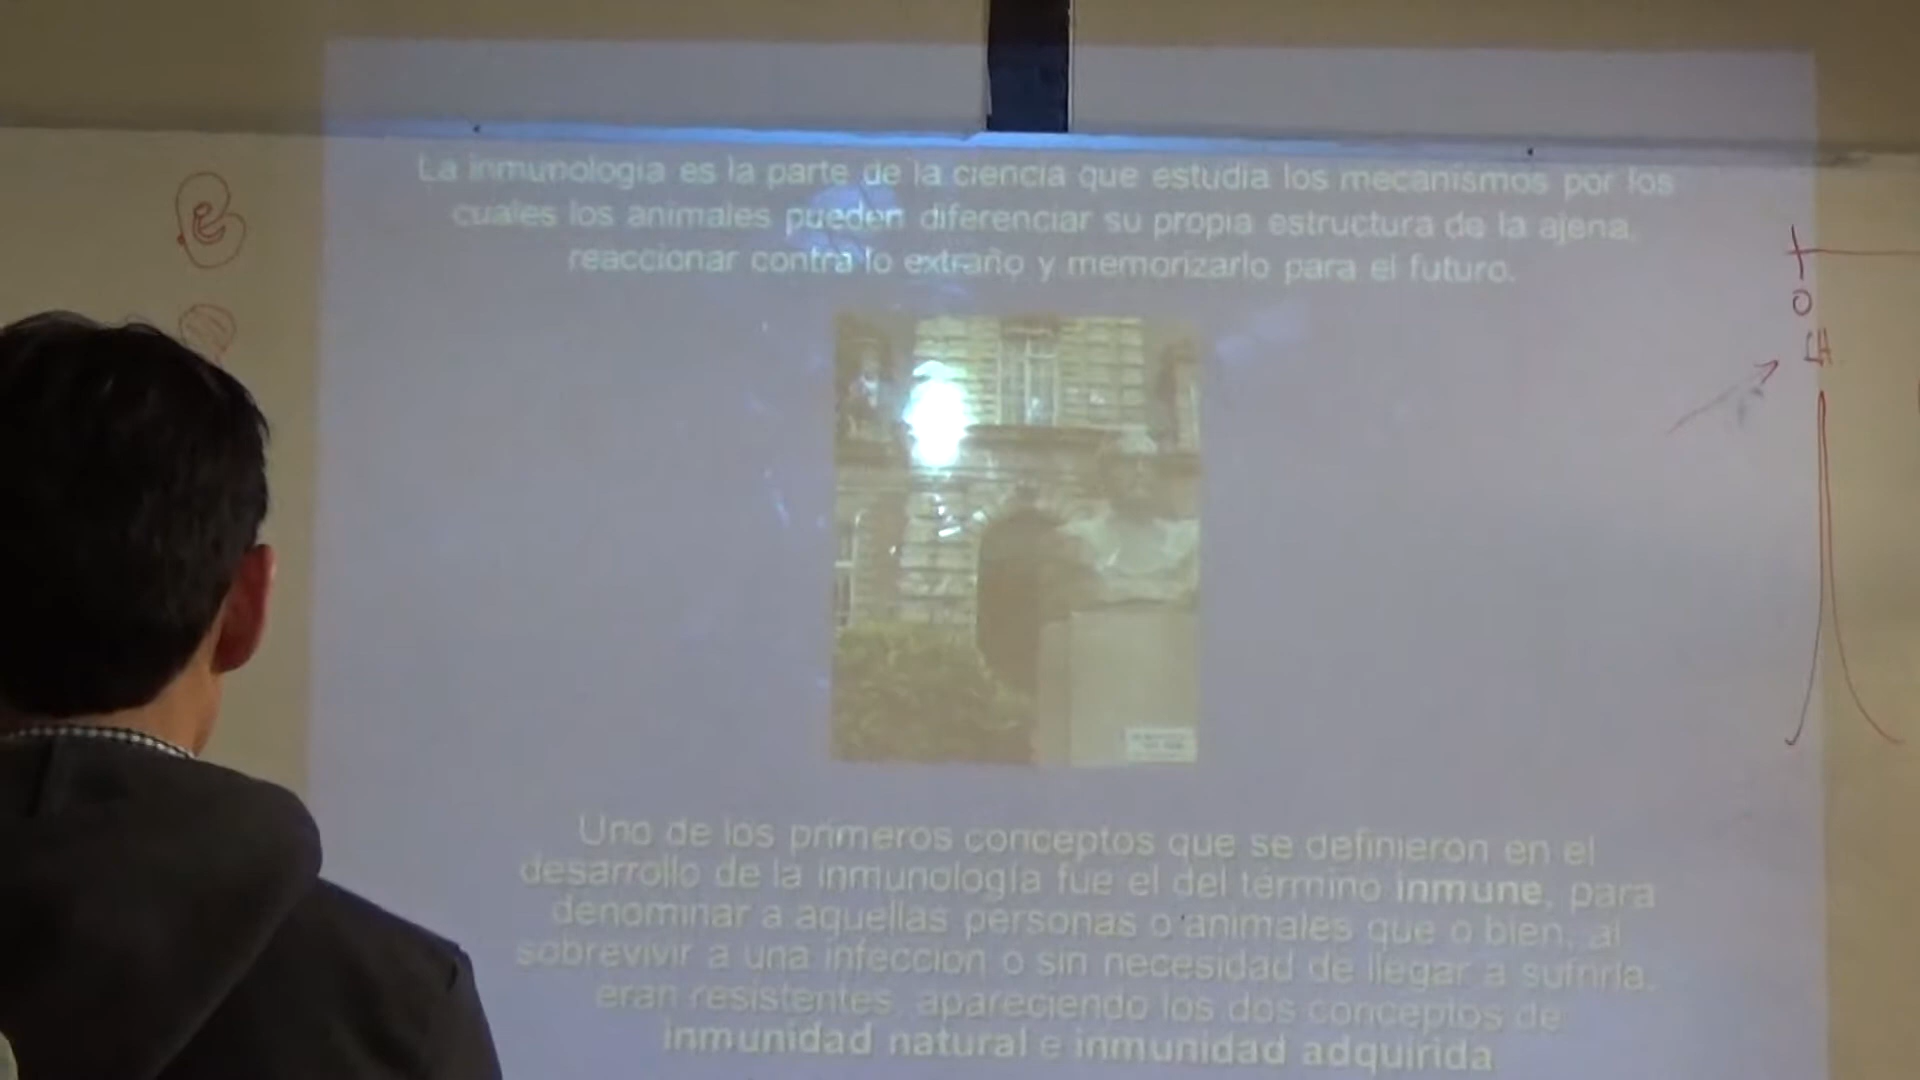 La inmunología es la parte de la ciencia que estudia los mecanismos por los
cuales los animales pueden diferenciar su propia estructura de la ajena,
reaccionar contra lo extraño y memorizarlo para el futuro.
Uno de los primeros conceptos que se definieron en el
desarrollo de la inmunología fue el del término inmune, para
denominar a aquellas personas o animales que o bien, al
sobrevivir a una infección o sin necesidad de llegar a sufrirla,
eran resistentes, apareciendo los dos conceptos de
inmunidad natural e inmunidad adquirida